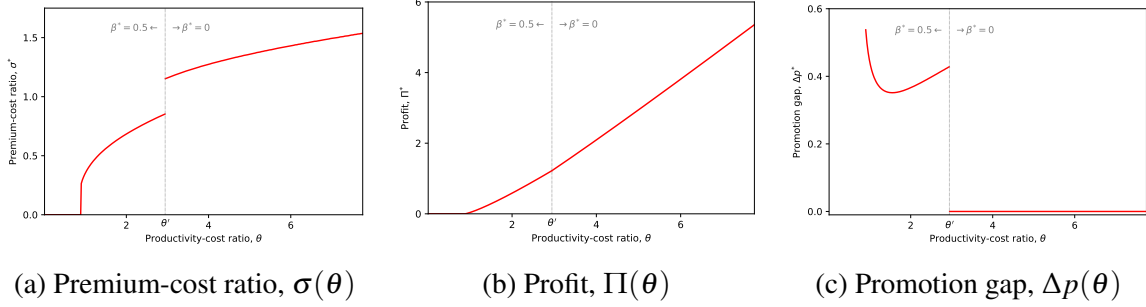 β* = 0.5 ← → β* = 0
1.5
1.0
0.5
0.0
Premium-cost ratio, σ*
2 θ′ 4 6
Productivity-cost ratio, θ
(a) Premium-cost ratio, σ(θ)
β* = 0.5 ← → β* = 0
6
4
2
0
Profit, Π*
2 θ′ 4 6
Productivity-cost ratio, θ
(b) Profit, Π(θ)
β* = 0.5 ← → β* = 0
0.6
0.4
0.2
0.0
Promotion gap, Δp*
2 θ′ 4 6
Productivity-cost ratio, θ
(c) Promotion gap, Δp(θ)